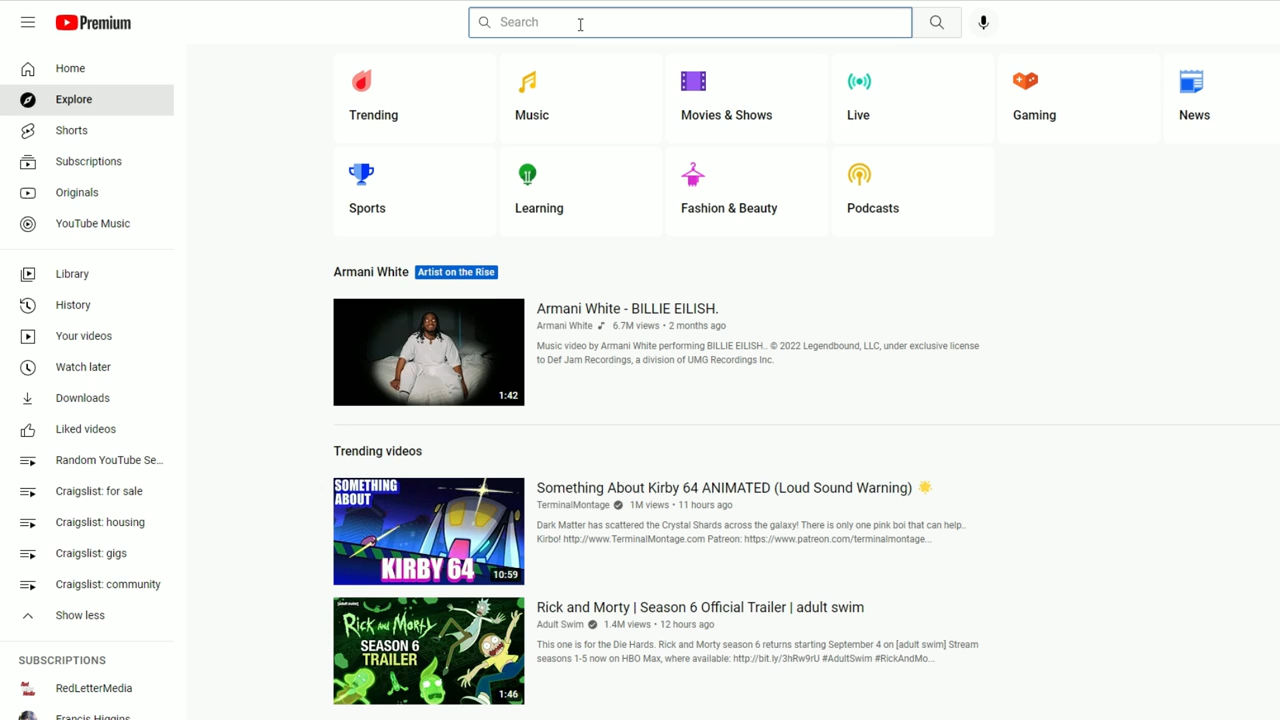 Premium
Search
Home
Explore
Shorts
Subscriptions
Originals
YouTube Music
Library
History
Your videos
Watch later
Downloads
Liked videos
Random YouTube Se...
Craigslist: for sale
Craigslist: housing
Craigslist: gigs
Craigslist: community
Show less
SUBSCRIPTIONS
RedLetterMedia
Francis Higgins
Trending
Music
Movies & Shows
Live
Gaming
News
Sports
Learning
Fashion & Beauty
Podcasts
Armani White Artist on the Rise
1:42
Armani White - BILLIE EILISH.
Armani White 6.7M views • 2 months ago
Music video by Armani White performing BILLIE EILISH.. © 2022 Legendbound, LLC, under exclusive license
to Def Jam Recordings, a division of UMG Recordings Inc.
Trending videos
SOMETHING
ABOUT
KIRBY 64
10:59
Something About Kirby 64 ANIMATED (Loud Sound Warning) 🌟
TerminalMontage 1M views • 11 hours ago
Dark Matter has scattered the Crystal Shards across the galaxy! There is only one pink boi that can help..
Kirbo! http://www.TerminalMontage.com Patreon: https://www.patreon.com/terminalmontage...
[adult swim]
Rick and Morty
SEASON 6
TRAILER
1:46
Rick and Morty | Season 6 Official Trailer | adult swim
Adult Swim 1.4M views • 12 hours ago
This one is for the Die Hards. Rick and Morty season 6 returns starting September 4 on [adult swim] Stream
seasons 1-5 now on HBO Max, where available: http://bit.ly/3hRw9rU #AdultSwim #RickAndMo...